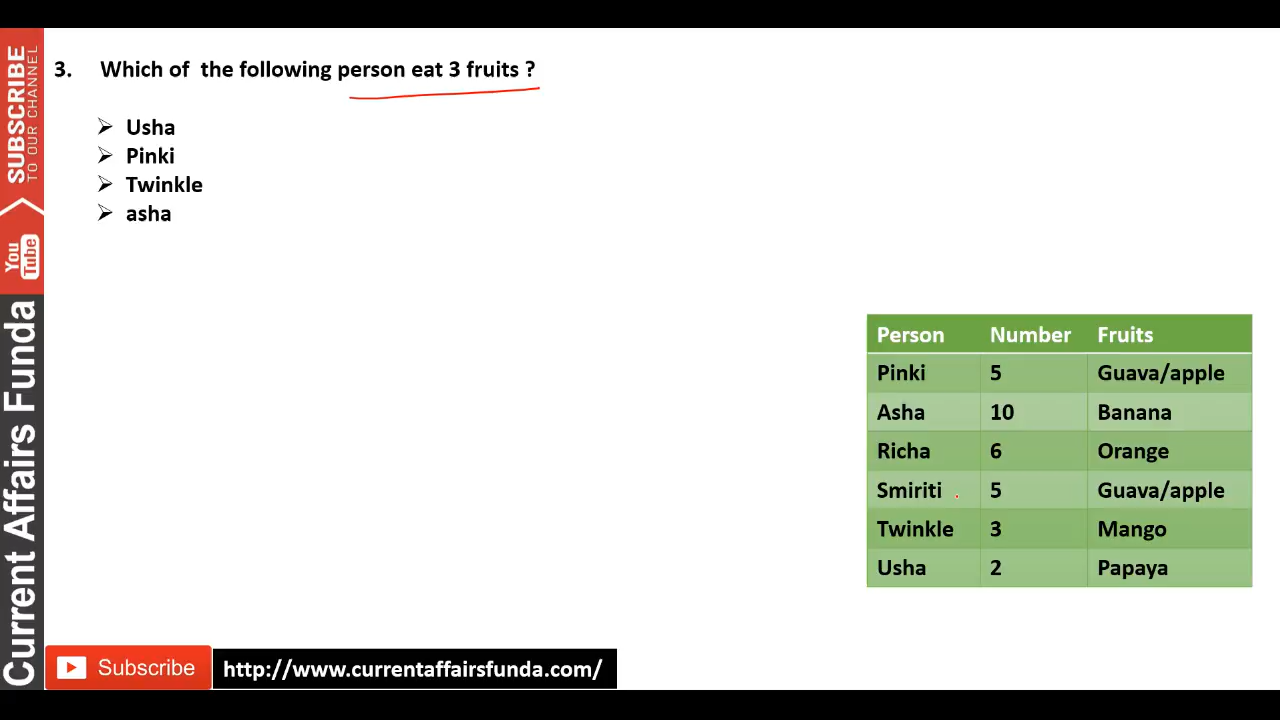 3. Which of the following person eat 3 fruits ?
➢ Usha
➢ Pinki
➢ Twinkle
➢ asha
Person Number Fruits
Pinki 5 Guava/apple
Asha 10 Banana
Richa 6 Orange
Smiriti 5 Guava/apple
Twinkle 3 Mango
Usha 2 Papaya
SUBSCRIBE
TO OUR CHANNEL
You Tube
Current Affairs Funda
Subscribe
http://www.currentaffairsfunda.com/